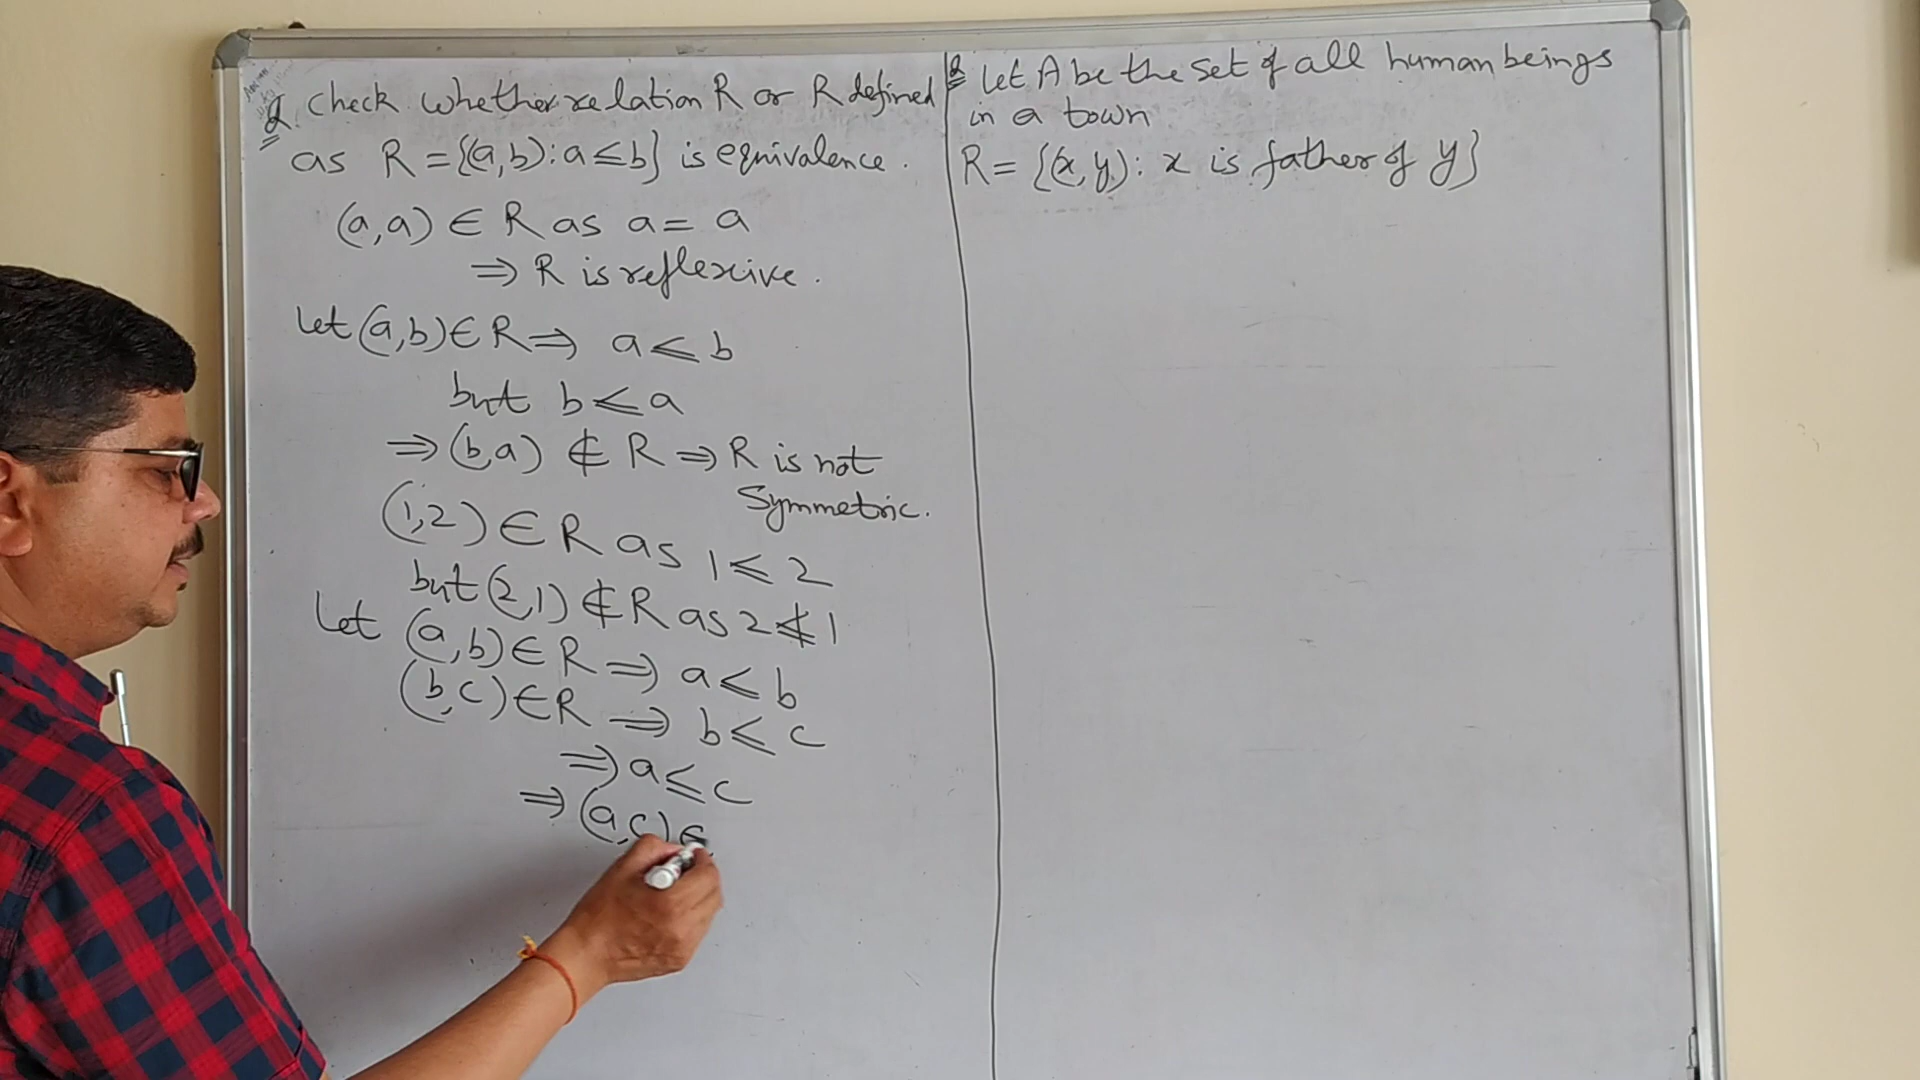 Q. Check whether relation R or R defined
as R = {(a,b): a ≤ b} is equivalence.
(a,a) ∈ R as a = a
⇒ R is reflexive.
Let (a,b) ∈ R ⇒ a ≤ b
but b ≤ a
⇒ (b,a) ∉ R ⇒ R is not
Symmetric.
(1,2) ∈ R as 1 ≤ 2
but (2,1) ∉ R as 2 ≰ 1
Let (a,b) ∈ R ⇒ a ≤ b
(b,c) ∈ R ⇒ b ≤ c
⇒ a ≤ c
⇒ (a,c) ∈
Q Let A be the set of all human beings
in a town
R = {(x,y): x is father of y}